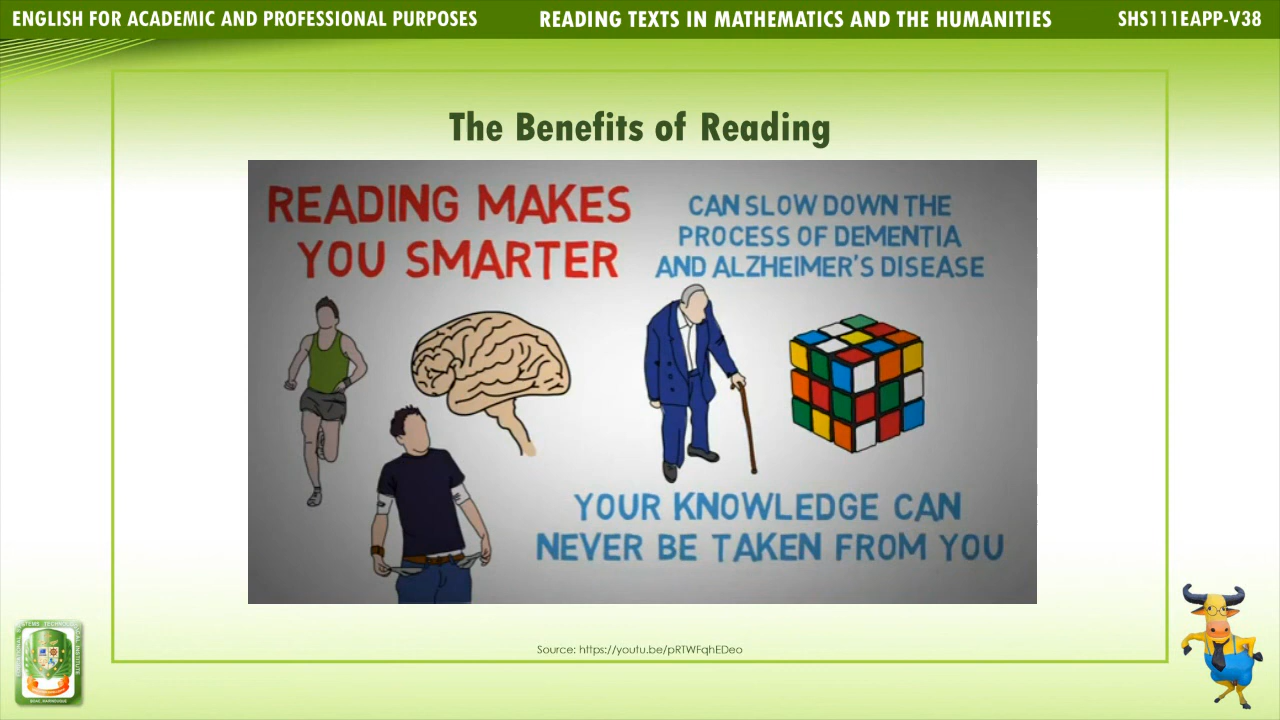 ENGLISH FOR ACADEMIC AND PROFESSIONAL PURPOSES
READING TEXTS IN MATHEMATICS AND THE HUMANITIES
SHS111EAPP-V38
The Benefits of Reading
READING MAKES
YOU SMARTER
CAN SLOW DOWN THE
PROCESS OF DEMENTIA
AND ALZHEIMER'S DISEASE
YOUR KNOWLEDGE CAN
NEVER BE TAKEN FROM YOU
Source: https://youtu.be/pRTWFqhEDeo